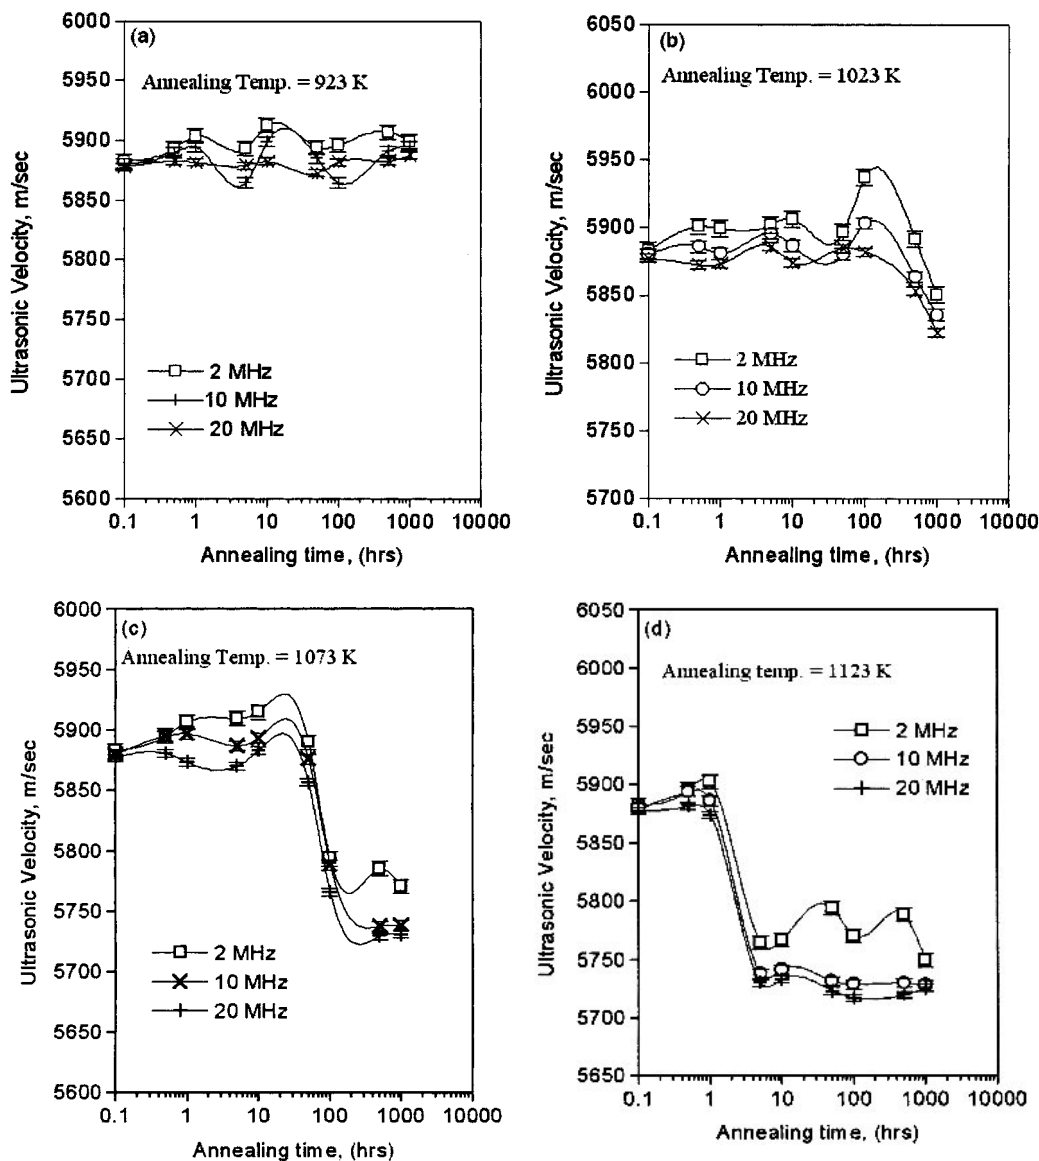 (a)
Annealing Temp. = 923 K
6000
5950
5900
5850
5800
5750
5700
5650
5600
Ultrasonic Velocity, m/sec
2 MHz
10 MHz
20 MHz
0.1 1 10 100 1000 10000
Annealing time, (hrs)
(b)
Annealing Temp. = 1023 K
6050
6000
5950
5900
5850
5800
5750
5700
Ultrasonic Velocity, m/sec
2 MHz
10 MHz
20 MHz
0.1 1 10 100 1000 10000
Annealing time, (hrs)
(c)
Annealing Temp. = 1073 K
6000
5950
5900
5850
5800
5750
5700
5650
5600
Ultrasonic Velocity, m/sec
2 MHz
10 MHz
20 MHz
0.1 1 10 100 1000 10000
Annealing time, (hrs)
(d)
Annealing temp. = 1123 K
6050
6000
5950
5900
5850
5800
5750
5700
5650
Ultrasonic Velocity, m/sec
2 MHz
10 MHz
20 MHz
0.1 1 10 100 1000 10000
Annealing time, (hrs)